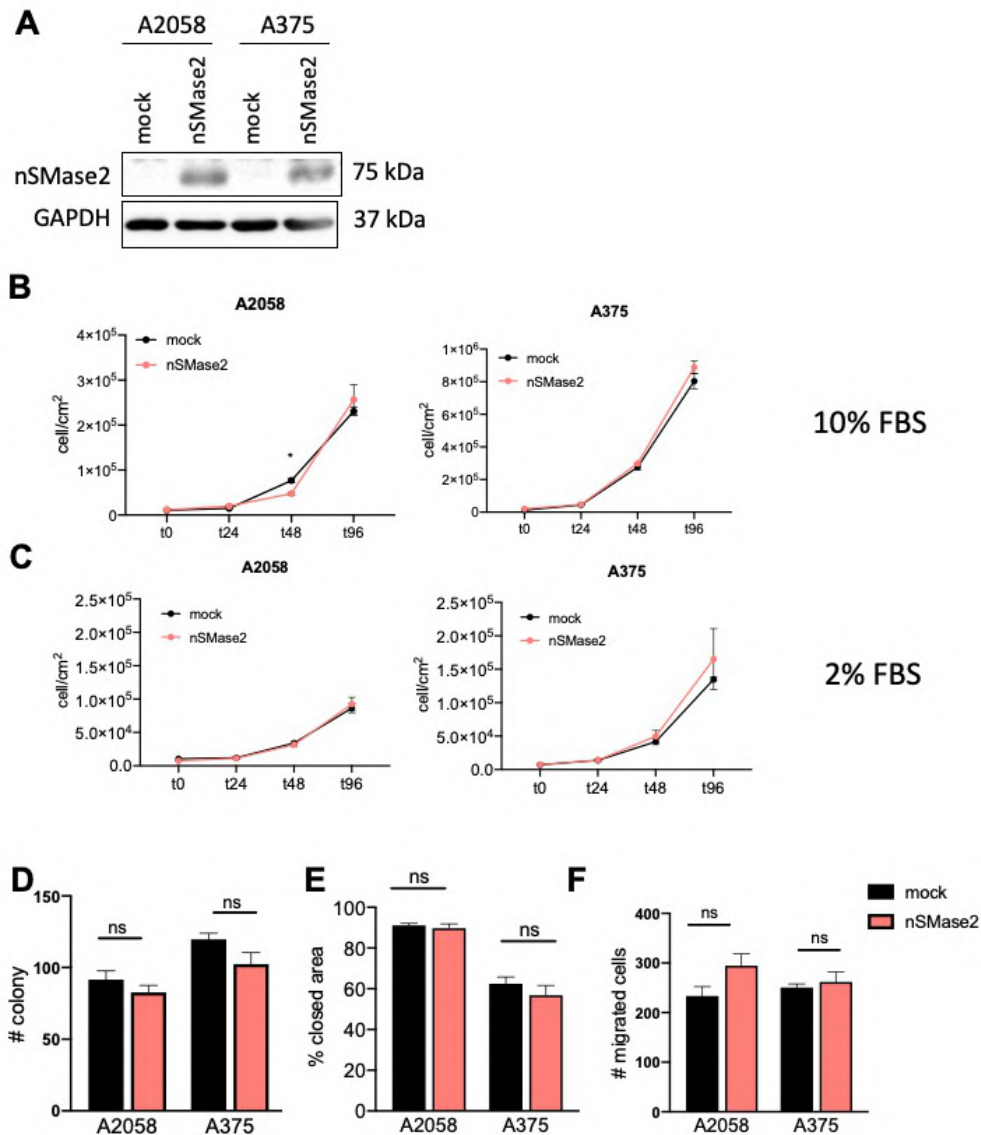 A
A2058 A375
mock nSMase2 mock nSMase2
nSMase2 75 kDa
GAPDH 37 kDa
B
A2058
4×10⁵
3×10⁵
2×10⁵
1×10⁵
0
cell/cm²
mock
nSMase2
*
t0 t24 t48 t96
A375
1×10⁶
8×10⁵
6×10⁵
4×10⁵
2×10⁵
0
cell/cm²
mock
nSMase2
t0 t24 t48 t96
10% FBS
C
A2058
2.5×10⁵
2.0×10⁵
1.5×10⁵
1.0×10⁵
5.0×10⁴
0.0
cell/cm²
mock
nSMase2
t0 t24 t48 t96
A375
2.5×10⁵
2.0×10⁵
1.5×10⁵
1.0×10⁵
5.0×10⁴
0.0
cell/cm²
mock
nSMase2
t0 t24 t48 t96
2% FBS
D
150
100
50
0
# colony
ns
ns
A2058 A375
E
100
80
60
40
20
0
% closed area
ns
ns
A2058 A375
F
400
300
200
100
0
# migrated cells
ns
ns
A2058 A375
mock
nSMase2